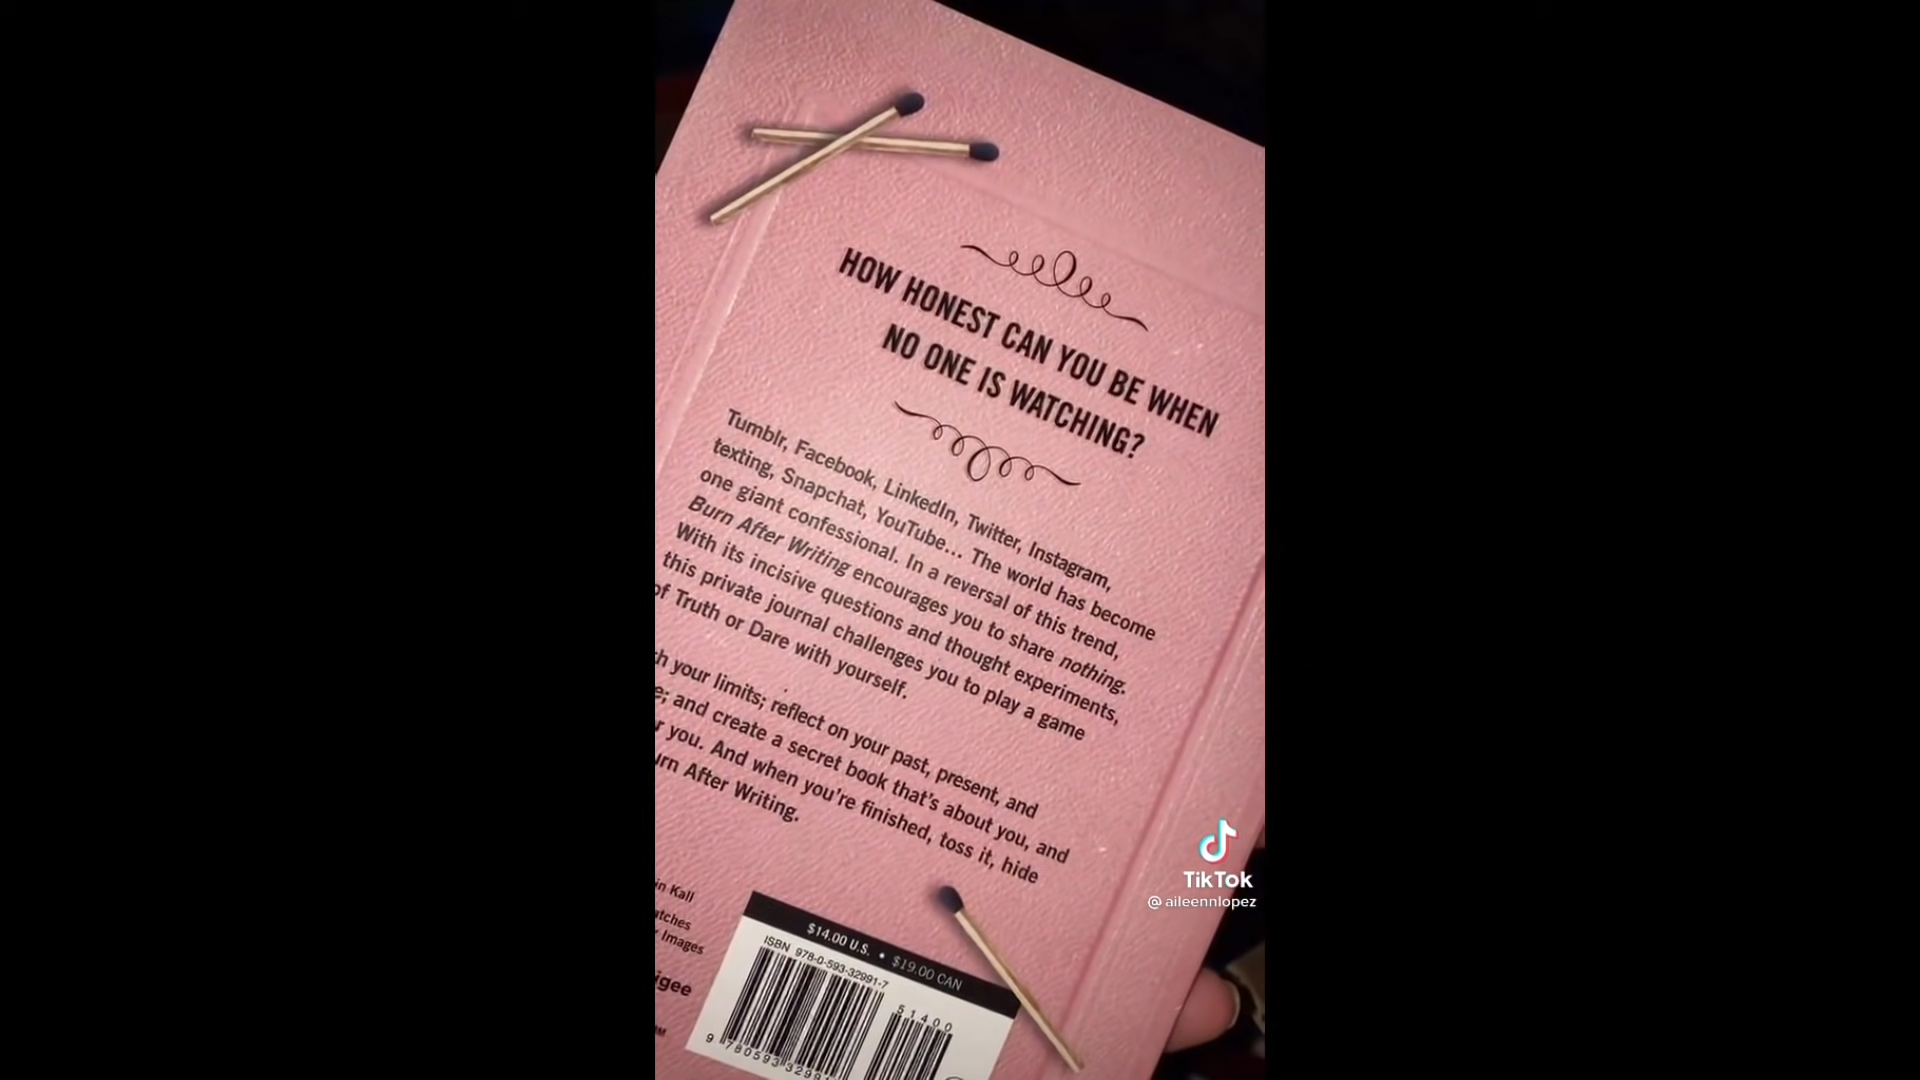 HOW HONEST CAN YOU BE WHEN
NO ONE IS WATCHING?
Tumblr, Facebook, LinkedIn, Twitter, Instagram,
texting, Snapchat, YouTube... The world has become
one giant confessional. In a reversal of this trend,
Burn After Writing encourages you to share nothing.
With its incisive questions and thought experiments,
this private journal challenges you to play a game
of Truth or Dare with yourself.
your limits; reflect on your past, present, and
and create a secret book that's about you, and
you. And when you're finished, toss it, hide
After Writing.
Kall
Images
$14.00 U.S. • $19.00 CAN
ISBN 978-0-593-32991-7
51400
9 780593 3299
TikTok
@aileennlopez